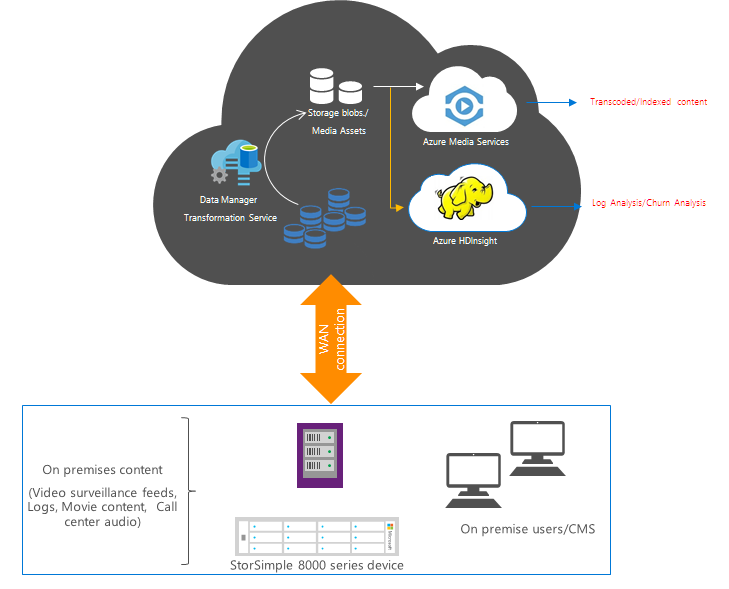 Storage blobs./
Media Assets
Azure Media Services
Transcoded/Indexed content
Data Manager
Transformation Service
Azure HDInsight
Log Analysis/Churn Analysis
WAN
connection
On premises content
(Video surveillance feeds,
Logs, Movie content, Call
center audio)
Microsoft
StorSimple 8000 series device
On premise users/CMS